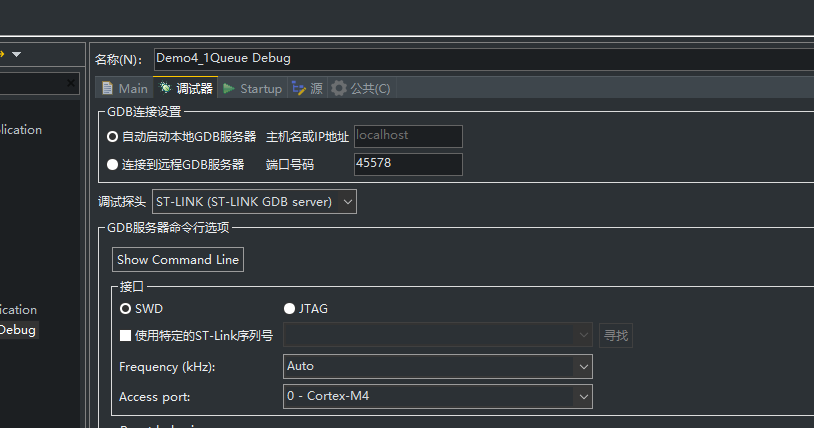 名称(N)： Demo4_1Queue Debug
Main 调试器 Startup 源 公共(C)
lication
GDB连接设置
自动启动本地GDB服务器 主机名或IP地址 localhost
连接到远程GDB服务器 端口号码 45578
调试探头 ST-LINK (ST-LINK GDB server)
GDB服务器命令行选项
Show Command Line
接口
ication
SWD JTAG
Debug
使用特定的ST-Link序列号 寻找
Frequency (kHz): Auto
Access port: 0 - Cortex-M4